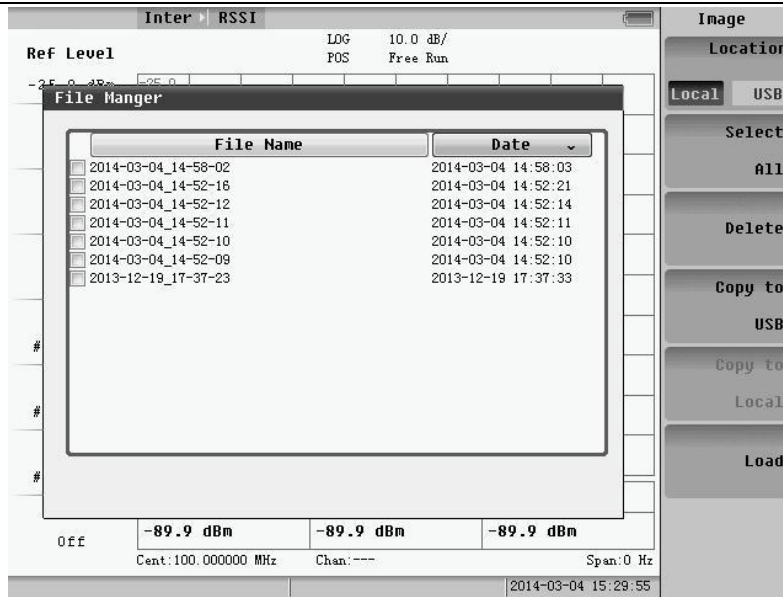 Inter RSSI
Ref Level
LOG 10.0 dB/
POS Free Run
-25.0
File Manger
File Name Date
2014-03-04_14-58-02 2014-03-04 14:58:03
2014-03-04_14-52-16 2014-03-04 14:52:21
2014-03-04_14-52-12 2014-03-04 14:52:14
2014-03-04_14-52-11 2014-03-04 14:52:11
2014-03-04_14-52-10 2014-03-04 14:52:10
2014-03-04_14-52-09 2014-03-04 14:52:10
2013-12-19_17-37-23 2013-12-19 17:37:33
#
#
#
Off
-89.9 dBm -89.9 dBm -89.9 dBm
Cent:100.000000 MHz Chan:--- Span:0 Hz
2014-03-04 15:29:55
Image
Location
Local USB
Select
All
Delete
Copy to
USB
Copy to
Local
Load